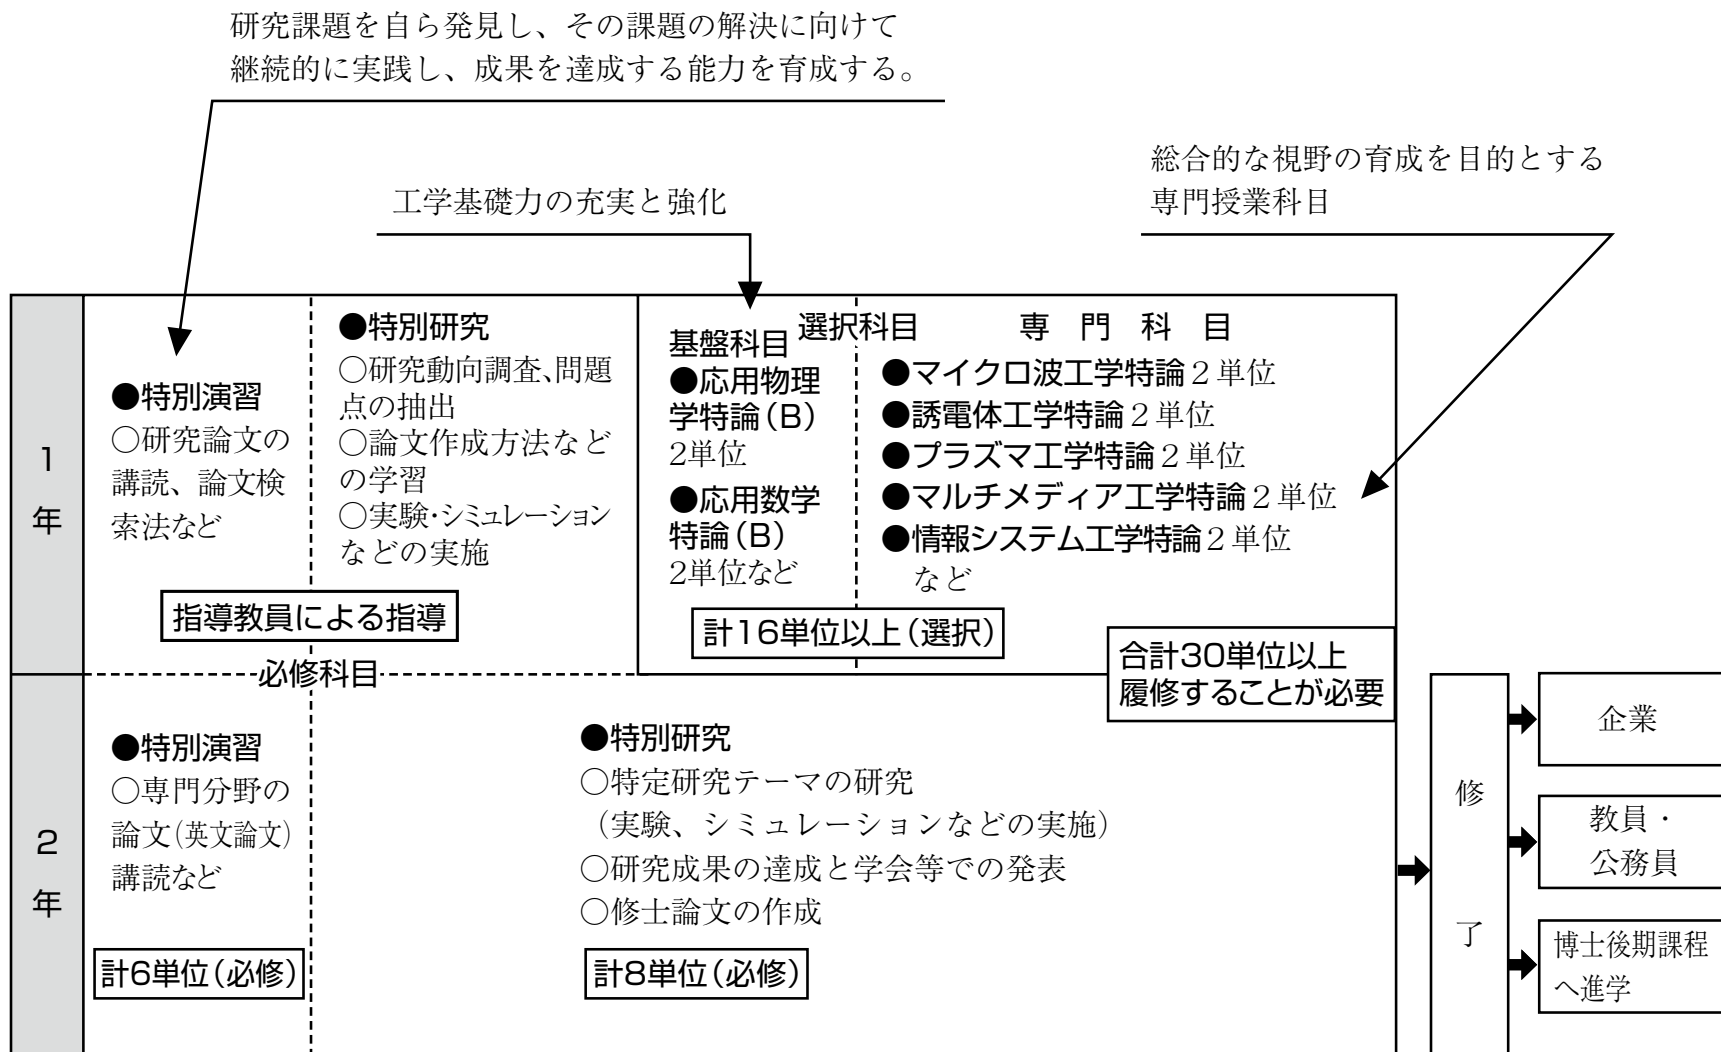 研究課題を自ら発見し、その課題の解決に向けて
継続的に実践し、成果を達成する能力を育成する。
総合的な視野の育成を目的とする
専門授業科目
工学基礎力の充実と強化
1
年
●特別演習
○研究論文の
講読、論文検
索法など
●特別研究
○研究動向調査、問題
点の抽出
○論文作成方法など
の学習
○実験・シミュレーション
などの実施
指導教員による指導
選択科目
基盤科目
●応用物理
学特論(B)
2単位
●応用数学
特論(B)
2単位など
専 門 科 目
●マイクロ波工学特論2単位
●誘電体工学特論2単位
●プラズマ工学特論2単位
●マルチメディア工学特論2単位
●情報システム工学特論2単位
など
計16単位以上(選択)
合計30単位以上
履修することが必要
必修科目
2
年
●特別演習
○専門分野の
論文(英文論文)
講読など
計6単位(必修)
●特別研究
○特定研究テーマの研究
(実験、シミュレーションなどの実施)
○研究成果の達成と学会等での発表
○修士論文の作成
計8単位(必修)
修
了
企業
教員・
公務員
博士後期課程
へ進学